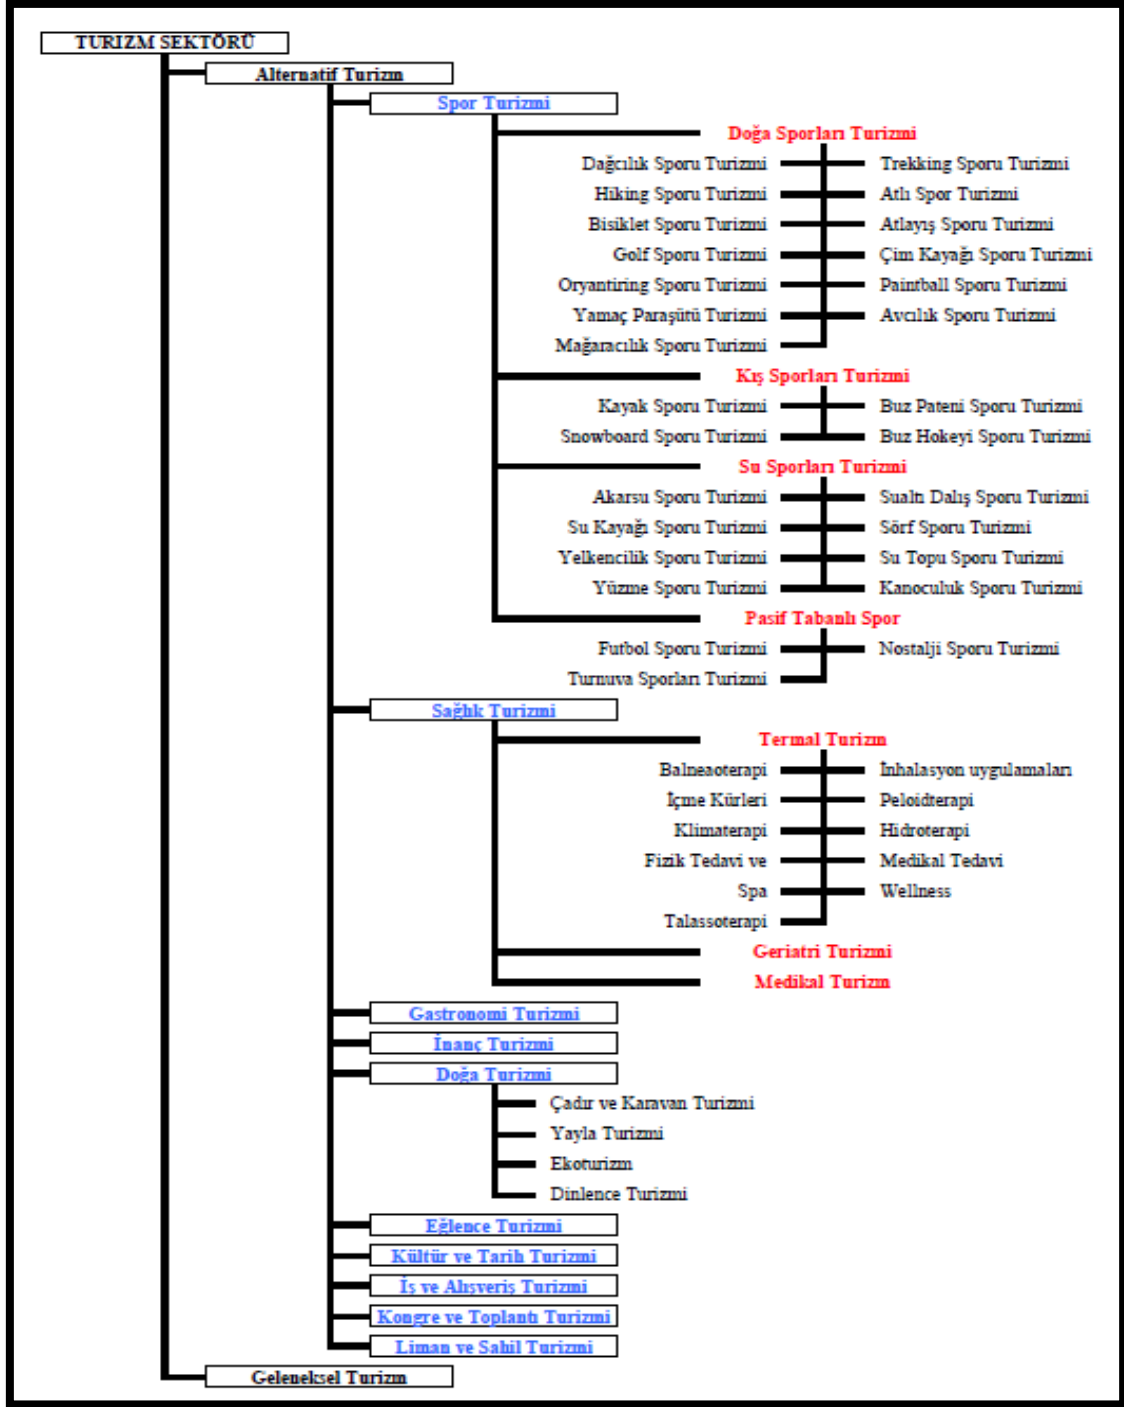 TURIZM SEKTÖRÜ
Alternatif Turizm
Spor Turizmi
Doğa Sporları Turizmi
Dağcılık Sporu Turizmi Trekking Sporu Turizmi
Hiking Sporu Turizmi Atlı Spor Turizmi
Bisiklet Sporu Turizmi Atlayış Sporu Turizmi
Golf Sporu Turizmi Çim Kayağı Sporu Turizmi
Oryantiring Sporu Turizmi Paintball Sporu Turizmi
Yamaç Paraşütü Turizmi Avcılık Sporu Turizmi
Mağaracılık Sporu Turizmi
Kış Sporları Turizmi
Kayak Sporu Turizmi Buz Pateni Sporu Turizmi
Snowboard Sporu Turizmi Buz Hokeyi Sporu Turizmi
Su Sporları Turizmi
Akarsu Sporu Turizmi Sualtı Dalış Sporu Turizmi
Su Kayağı Sporu Turizmi Sörf Sporu Turizmi
Yelkencilik Sporu Turizmi Su Topu Sporu Turizmi
Yüzme Sporu Turizmi Kanoculuk Sporu Turizmi
Pasif Tabanlı Spor
Futbol Sporu Turizmi Nostalji Sporu Turizmi
Turnuva Sporları Turizmi
Sağlık Turizmi
Termal Turizm
Balneaoterapi İnhalasyon uygulamaları
İçme Kürleri Peloidterapi
Klimaterapi Hidroterapi
Fizik Tedavi ve Medikal Tedavi
Spa Wellness
Talassoterapi
Geriatri Turizmi
Medikal Turizm
Gastronomi Turizmi
İnanç Turizmi
Doğa Turizmi
Çadır ve Karavan Turizmi
Yayla Turizmi
Ekoturizm
Dinlence Turizmi
Eğlence Turizmi
Kültür ve Tarih Turizmi
İş ve Alışveriş Turizmi
Kongre ve Toplantı Turizmi
Liman ve Sahil Turizmi
Geleneksel Turizm